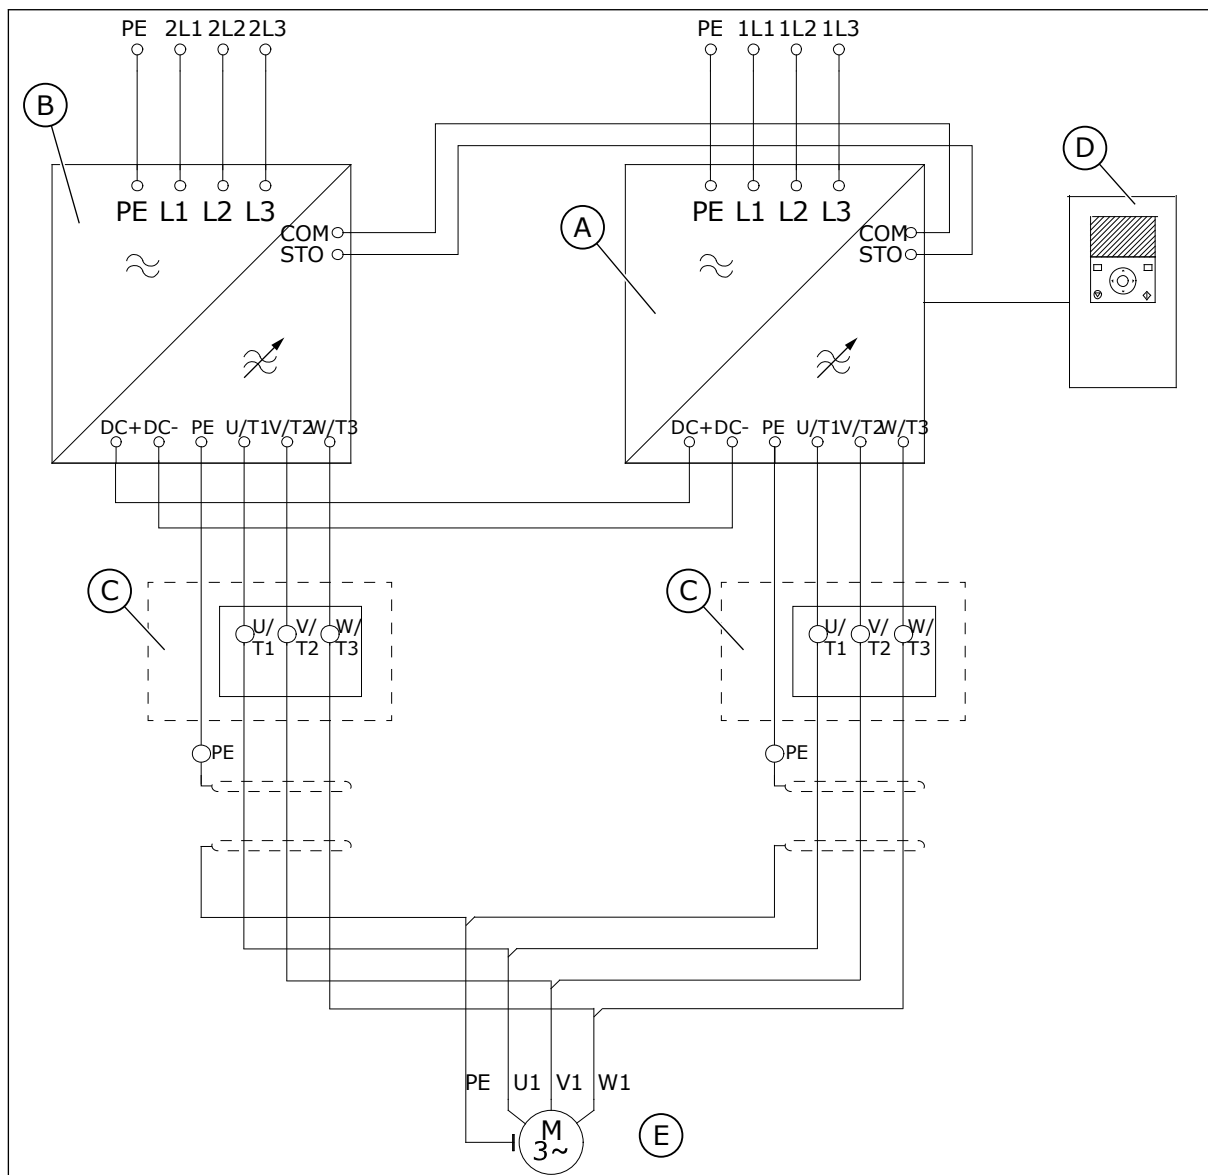 PE 2L1 2L2 2L3
PE 1L1 1L2 1L3
B
D
PE L1 L2 L3
PE L1 L2 L3
A
COM
STO
COM
STO
DC+ DC- PE U/T1 V/T2 W/T3
DC+ DC- PE U/T1 V/T2 W/T3
C
U/T1 V/T2 W/T3
C
U/T1 V/T2 W/T3
PE
PE
PE U1 V1 W1
M
3~
E